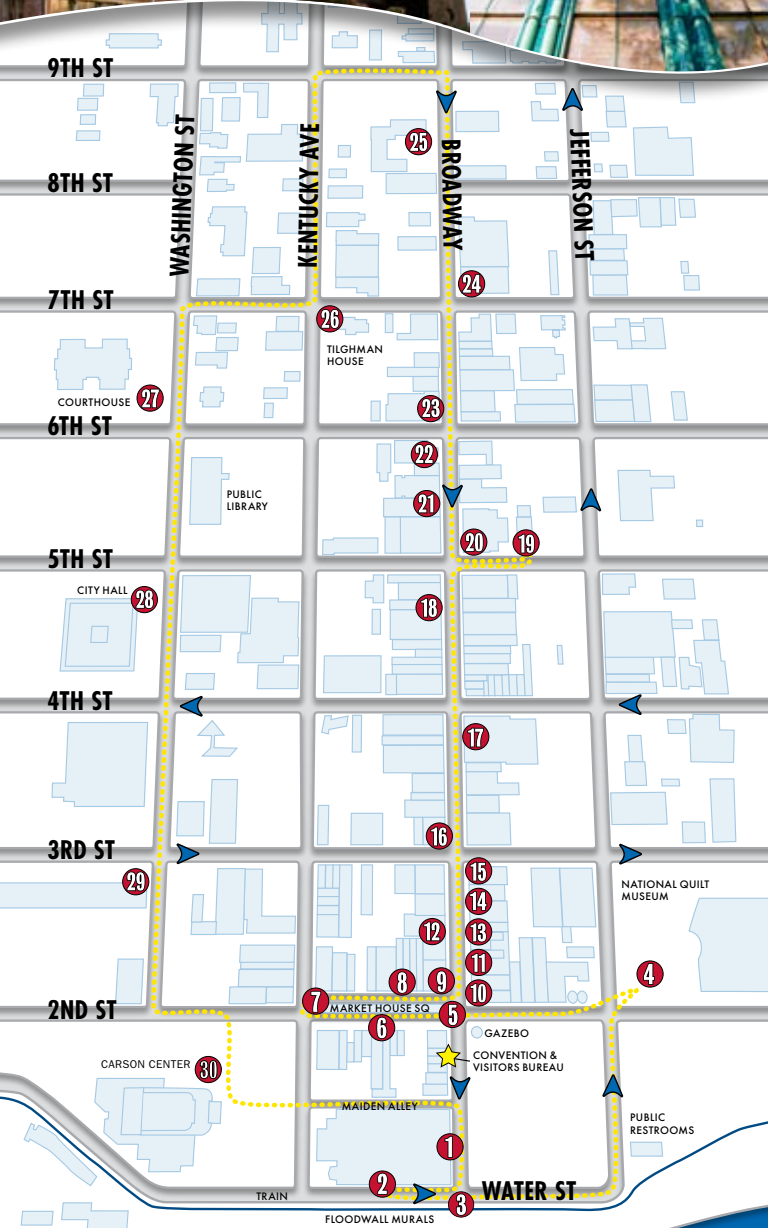 9TH ST
WASHINGTON ST
KENTUCKY AVE
BROADWAY
JEFFERSON ST
25
8TH ST
24
7TH ST
26
TILGHMAN
HOUSE
COURTHOUSE
27
23
6TH ST
22
PUBLIC
LIBRARY
21
20
19
5TH ST
CITY HALL
28
18
4TH ST
17
16
3RD ST
29
15
NATIONAL QUILT
MUSEUM
14
12
13
11
4
8
9
10
7
2ND ST
MARKET HOUSE SQ
5
6
GAZEBO
CONVENTION &
VISITORS BUREAU
CARSON CENTER
30
MAIDEN ALLEY
PUBLIC
RESTROOMS
1
2
WATER ST
TRAIN
3
FLOODWALL MURALS